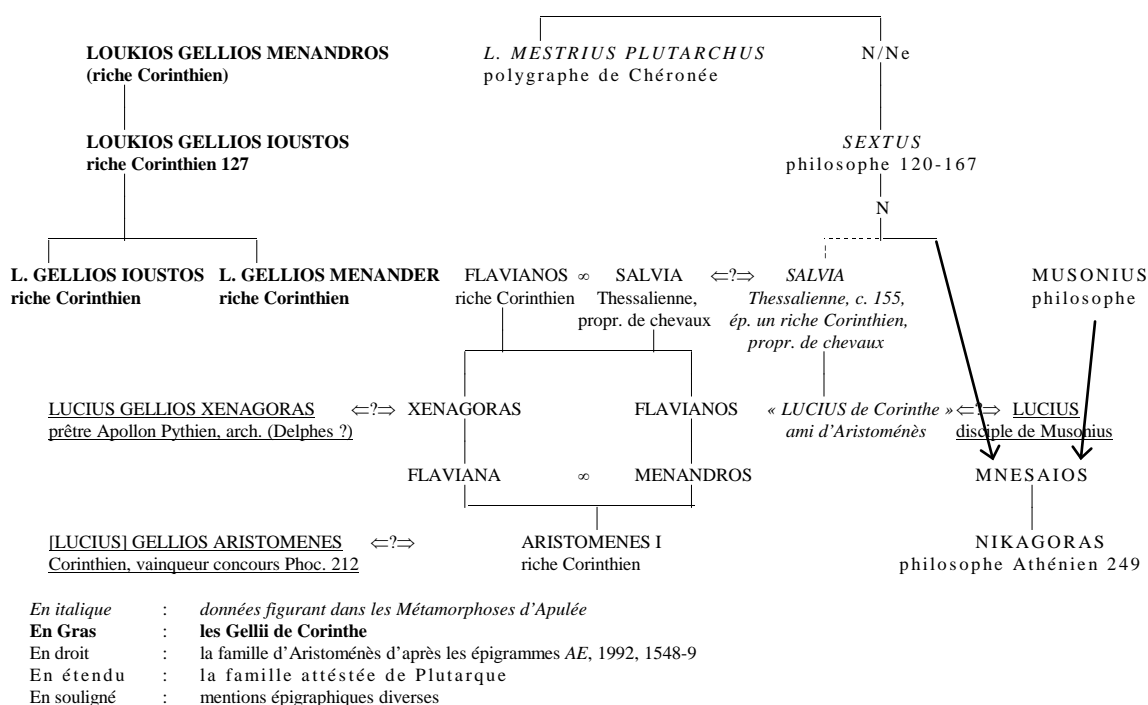 LOUKIOS GELLIOS MENANDROS
(riche Corinthien)
L. MESTRIUS PLUTARCHUS
polygraphe de Chéronée
N/Ne
LOUKIOS GELLIOS IOUSTOS
riche Corinthien 127
SEXTUS
philosophe 120-167
N
L. GELLIOS IOUSTOS
riche Corinthien
L. GELLIOS MENANDER
riche Corinthien
FLAVIANOS ∞ SALVIA ⇐?⇒ SALVIA
riche Corinthien
Thessalienne,
propr. de chevaux
Thessalienne, c. 155,
ép. un riche Corinthien,
propr. de chevaux
MUSONIUS
philosophe
LUCIUS GELLIOS XENAGORAS ⇐?⇒ XENAGORAS
prêtre Apollon Pythien, arch. (Delphes ?)
FLAVIANOS
« LUCIUS de Corinthe » ⇐?⇒ LUCIUS
ami d’Aristoménès
disciple de Musonius
FLAVIANA ∞ MENANDROS
MNESAIOS
[LUCIUS] GELLIOS ARISTOMENES ⇐?⇒ ARISTOMENES I
Corinthien, vainqueur concours Phoc. 212
riche Corinthien
NIKAGORAS
philosophe Athénien 249
En italique : données figurant dans les Métamorphoses d’Apulée
En Gras : les Gellii de Corinthe
En droit : la famille d’Aristoménès d’après les épigrammes AE, 1992, 1548-9
En étendu : la famille attéstée de Plutarque
En souligné : mentions épigraphiques diverses